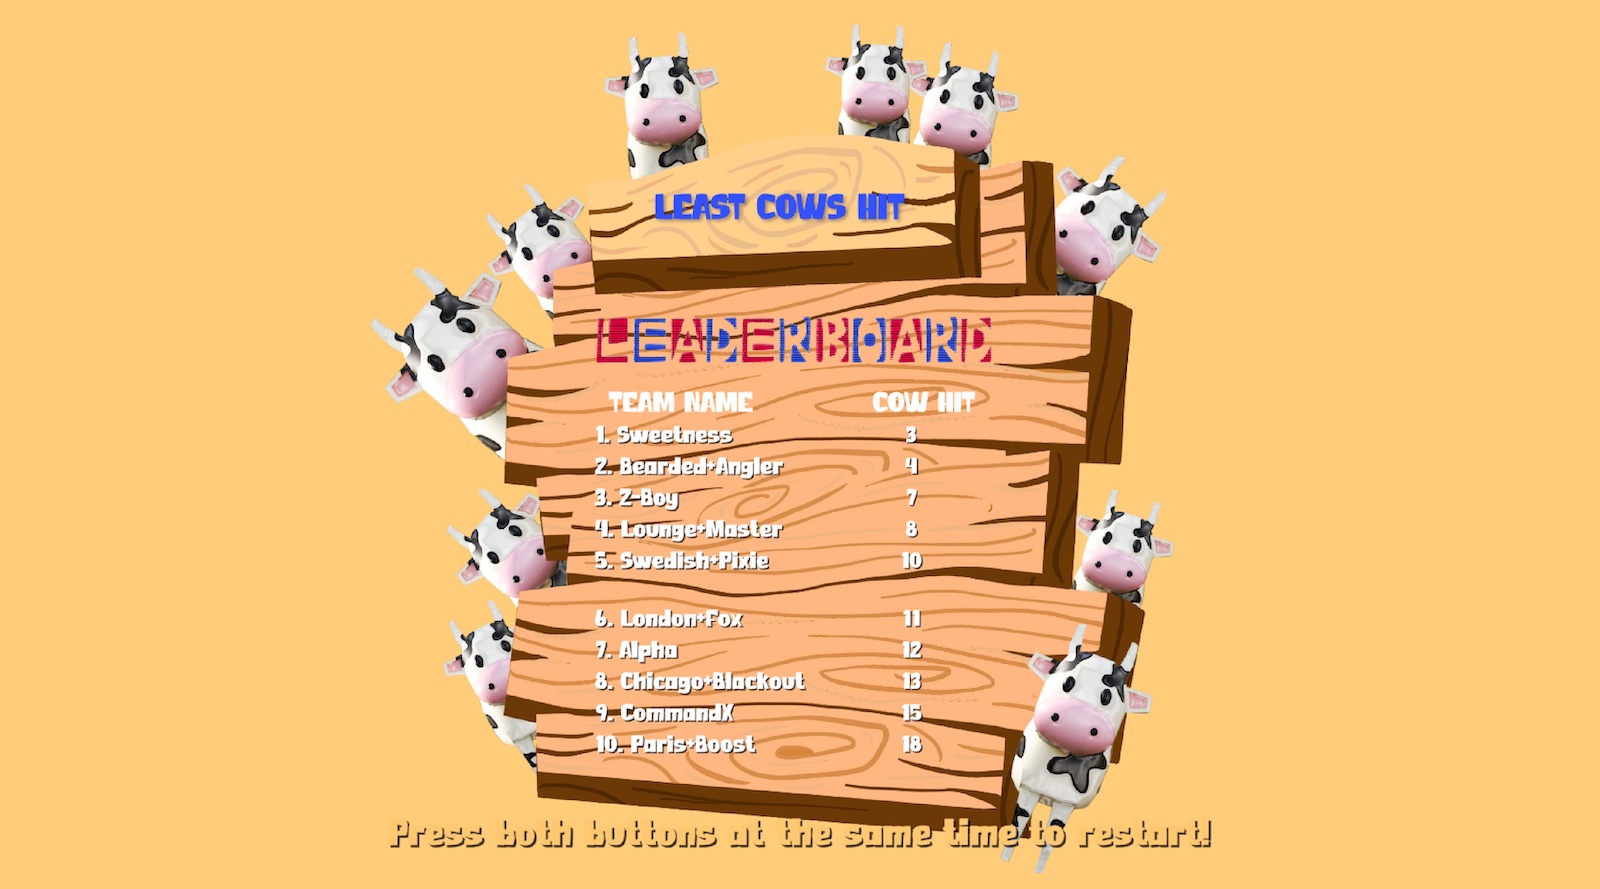 LEAST COWS HIT
LEADERBOARD
TEAM NAME COW HIT
1. Sweetness 3
2. Bearded+Angler 4
3. Z-Boy 7
4. Lounge+Master 8
5. Swedish+Pixie 10
6. London+Fox 11
7. Alpha 12
8. Chicago+Blackout 13
9. CommandX 15
10. Paris+Boost 18
Press both buttons at the same time to restart!